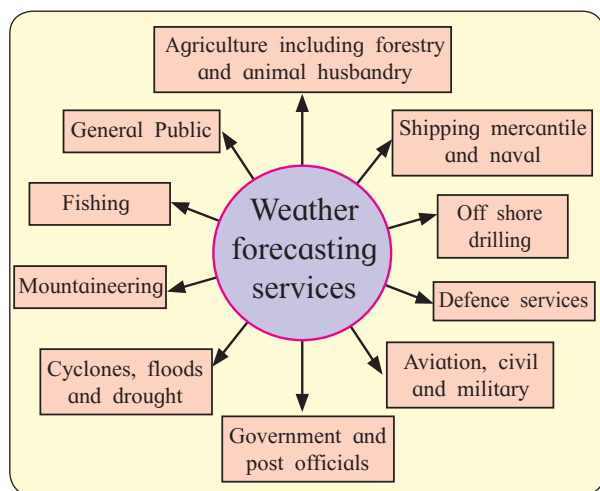 Agriculture including forestry
and animal husbandry
General Public
Shipping mercantile
and naval
Fishing
Weather
forecasting
services
Off shore
drilling
Mountaineering
Defence services
Cyclones, floods
and drought
Aviation, civil
and military
Government and
post officials